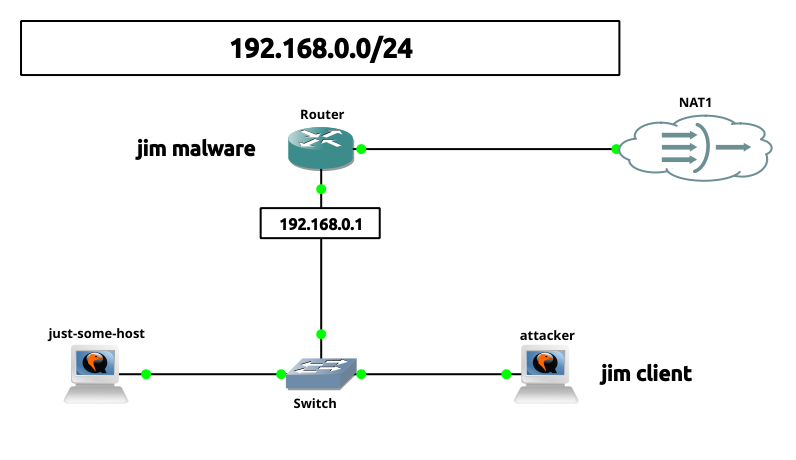 192.168.0.0/24
NAT1
Router
jim malware
192.168.0.1
just-some-host
attacker
jim client
Switch